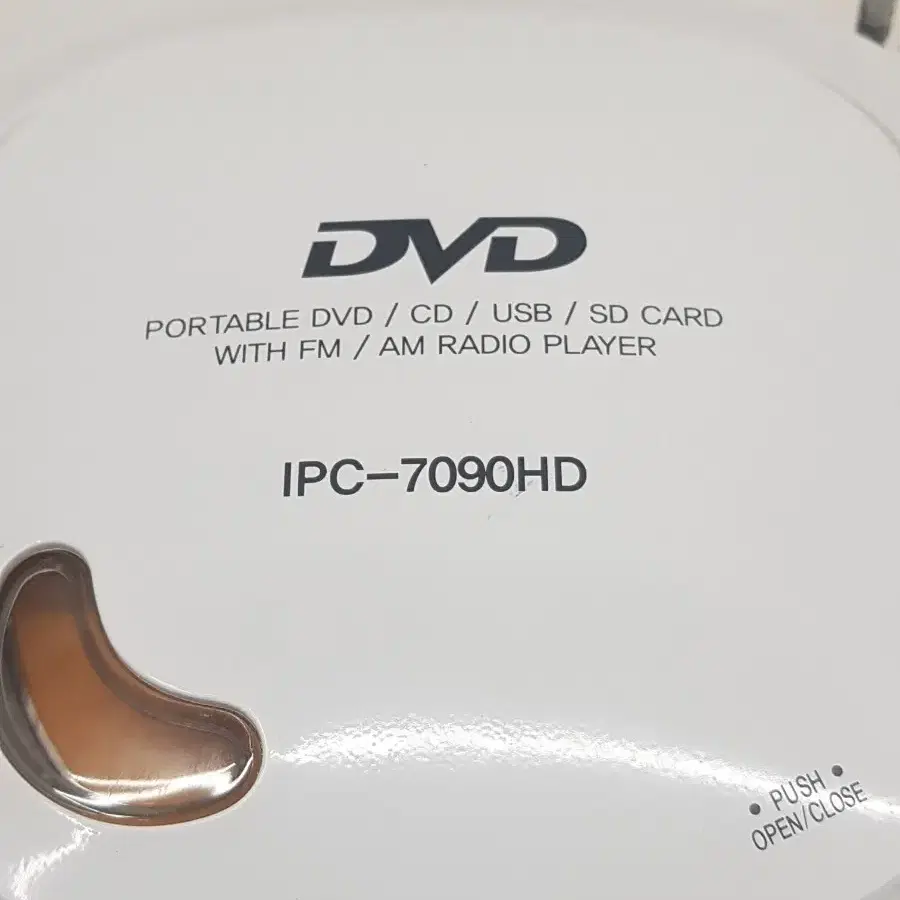 DVD
PORTABLE DVD / CD / USB / SD CARD
WITH FM / AM RADIO PLAYER
IPC-7090HD
• PUSH •
OPEN/CLOSE